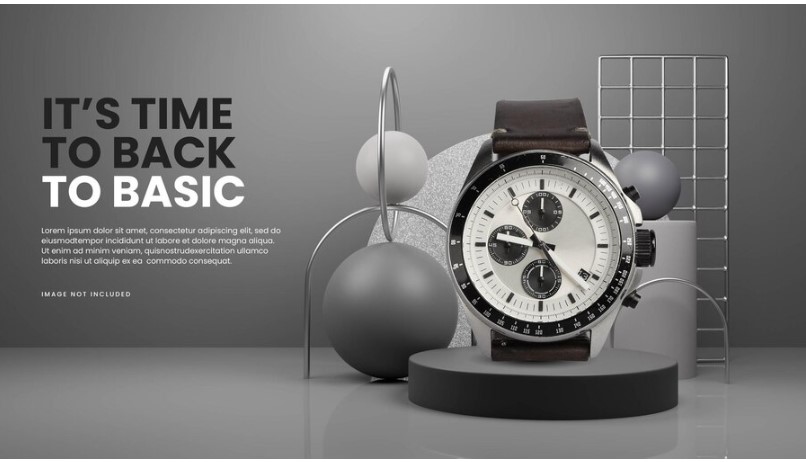 IT'S TIME
TO BACK
TO BASIC
Lorem ipsum dolor sit amet, consectetur adipiscing elit, sed do
eiusmodtempor incididunt ut labore et dolore magna aliqua.
Ut enim ad minim veniam, quisnostrudexercitation ullamco
laboris nisi ut aliquip ex ea commodo consequat.
IMAGE NOT INCLUDED